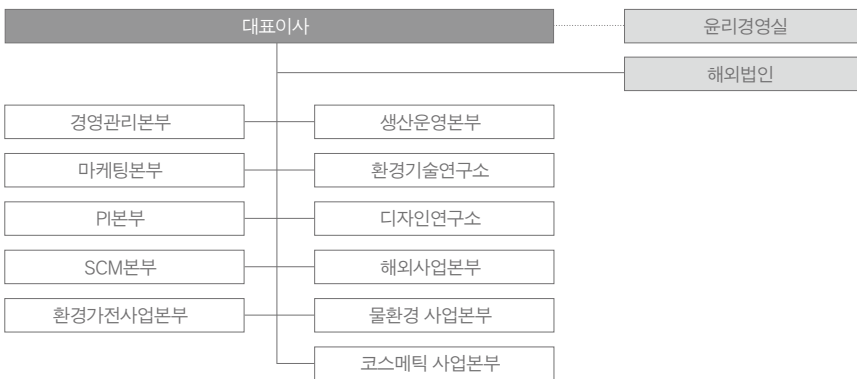 대표이사
윤리경영실
해외법인
경영관리본부
생산운영본부
마케팅본부
환경기술연구소
PI본부
디자인연구소
SCM본부
해외사업본부
환경가전사업본부
물환경 사업본부
코스메틱 사업본부